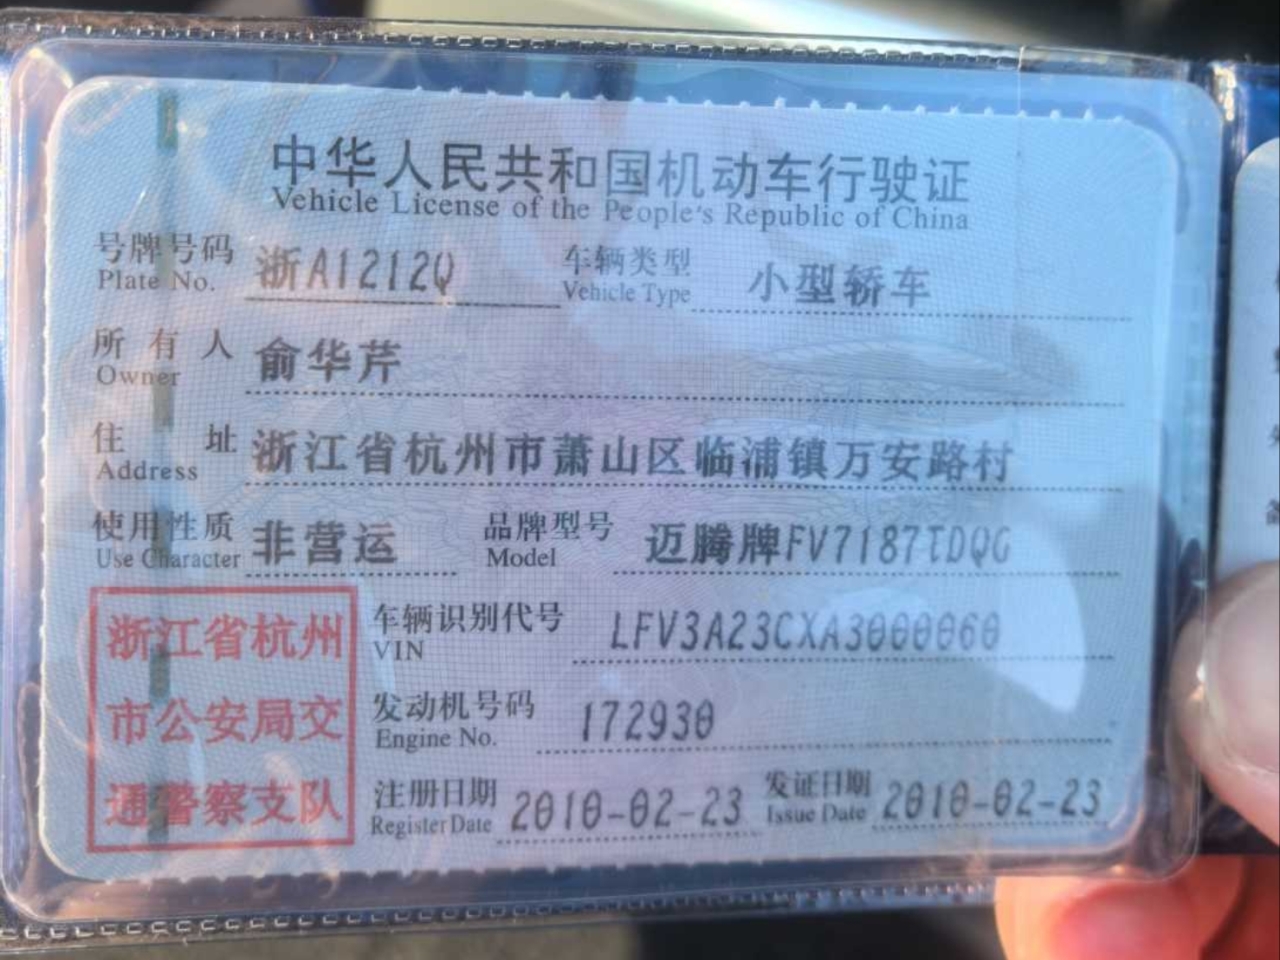 中华人民共和国机动车行驶证
Vehicle License of the People's Republic of China
号牌号码 浙A1212Q 车辆类型 小型轿车
Plate No. Vehicle Type
所有人 俞华芹
Owner
住址 浙江省杭州市萧山区临浦镇万安路村
Address
使用性质 非营运 品牌型号 迈腾牌FV7187TDQG
Use Character Model
浙江省杭州 车辆识别代号 LFV3A23CXA3000060
VIN
市公安局交 发动机号码 172930
Engine No.
通警察支队 注册日期 2010-02-23 发证日期 2010-02-23
Register Date Issue Date